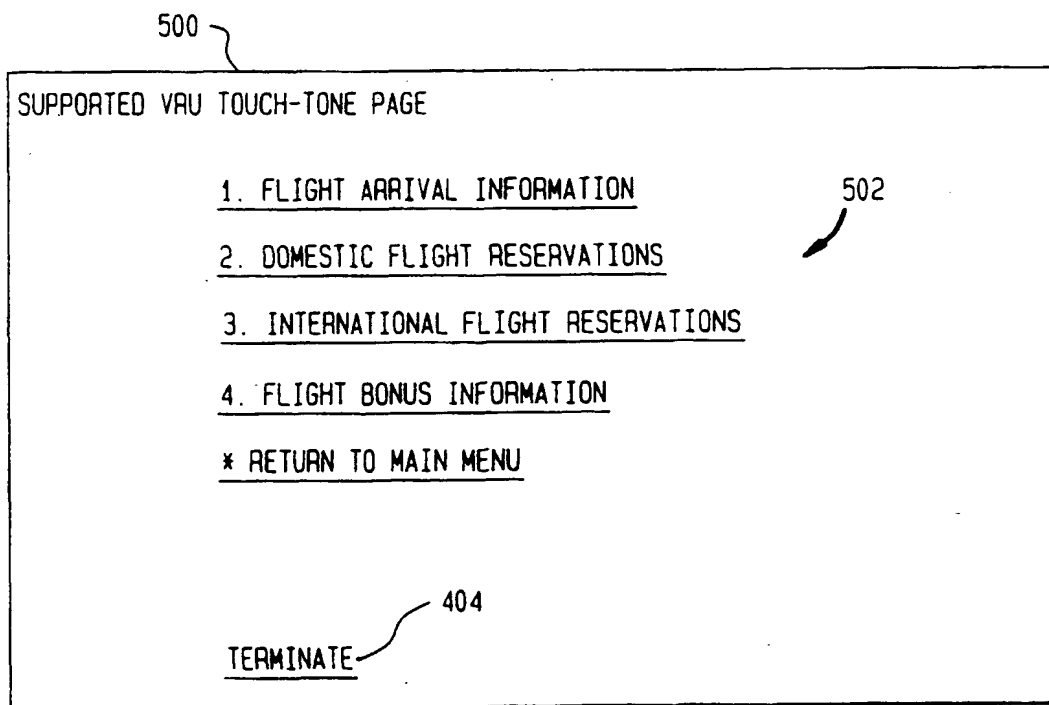 500
SUPPORTED VRU TOUCH-TONE PAGE
1. FLIGHT ARRIVAL INFORMATION
502
2. DOMESTIC FLIGHT RESERVATIONS
3. INTERNATIONAL FLIGHT RESERVATIONS
4. FLIGHT BONUS INFORMATION
* RETURN TO MAIN MENU
404
TERMINATE